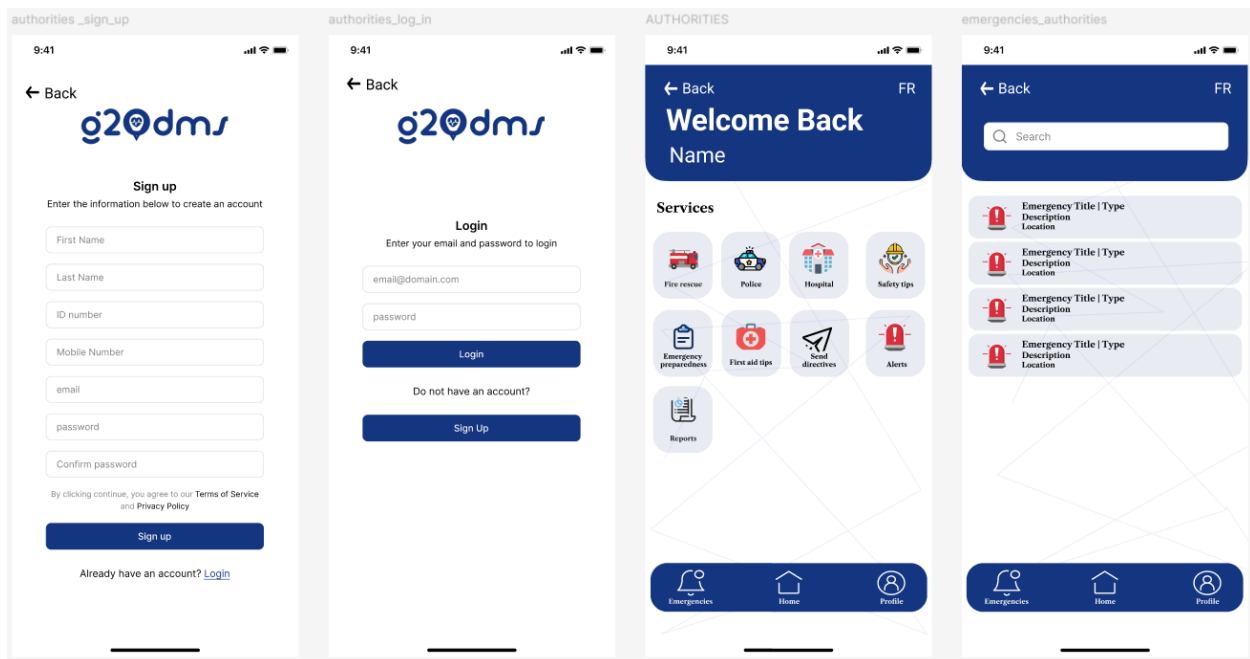 authorities _sign_up
9:41
Back
g2dms
Sign up
Enter the information below to create an account
First Name
Last Name
ID number
Mobile Number
email
password
Confirm password
By clicking continue, you agree to our Terms of Service
and Privacy Policy
Sign up
Already have an account? Login
authorities_log_in
9:41
Back
g2dms
Login
Enter your email and password to login
email@domain.com
password
Login
Do not have an account?
Sign Up
AUTHORITIES
9:41
Back FR
Welcome Back
Name
Services
Fire rescue Police Hospital Safety tips
Emergency
preparedness
First aid tips
Send
directives
Alerts
Reports
Emergencies Home Profile
emergencies_authorities
9:41
Back FR
Search
Emergency Title | Type
Description
Location
Emergency Title | Type
Description
Location
Emergency Title | Type
Description
Location
Emergency Title | Type
Description
Location
Emergencies Home Profile